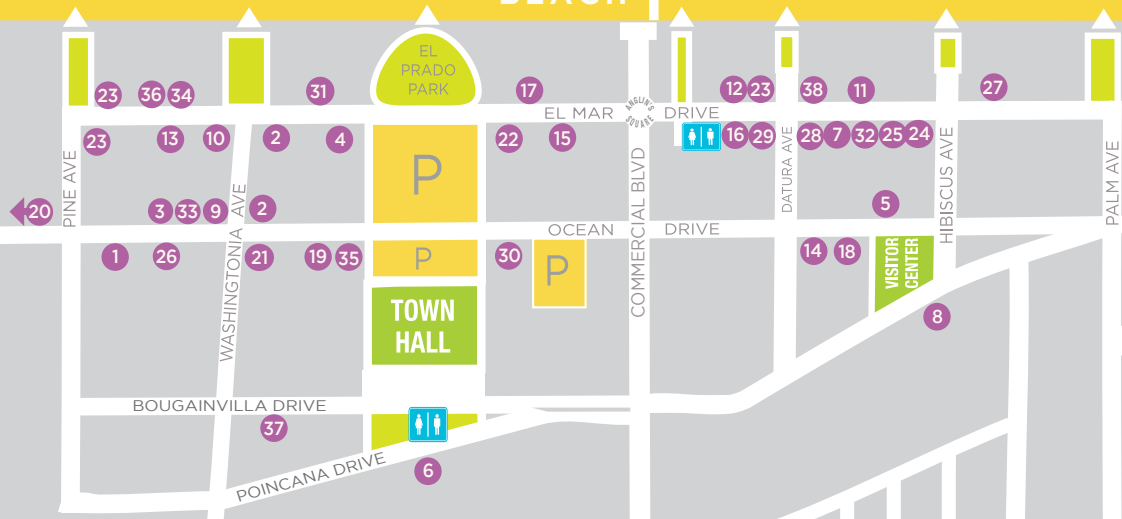 BEACH
EL
PRADO
PARK
23
36
34
31
17
12
23
38
11
27
EL MAR DRIVE
ANGLIN'S
SQUARE
23
13
10
2
4
P
22
15
16
29
28
7
32
25
24
PINE AVE
WASHINGTONIA AVE
COMMERCIAL BLVD
DATURA AVE
HIBISCUS AVE
PALM AVE
20
3
33
9
2
5
OCEAN DRIVE
1
26
21
19
35
P
30
P
14
18
VISITOR
CENTER
TOWN
HALL
8
BOUGAINVILLA DRIVE
37
POINCANA DRIVE
6